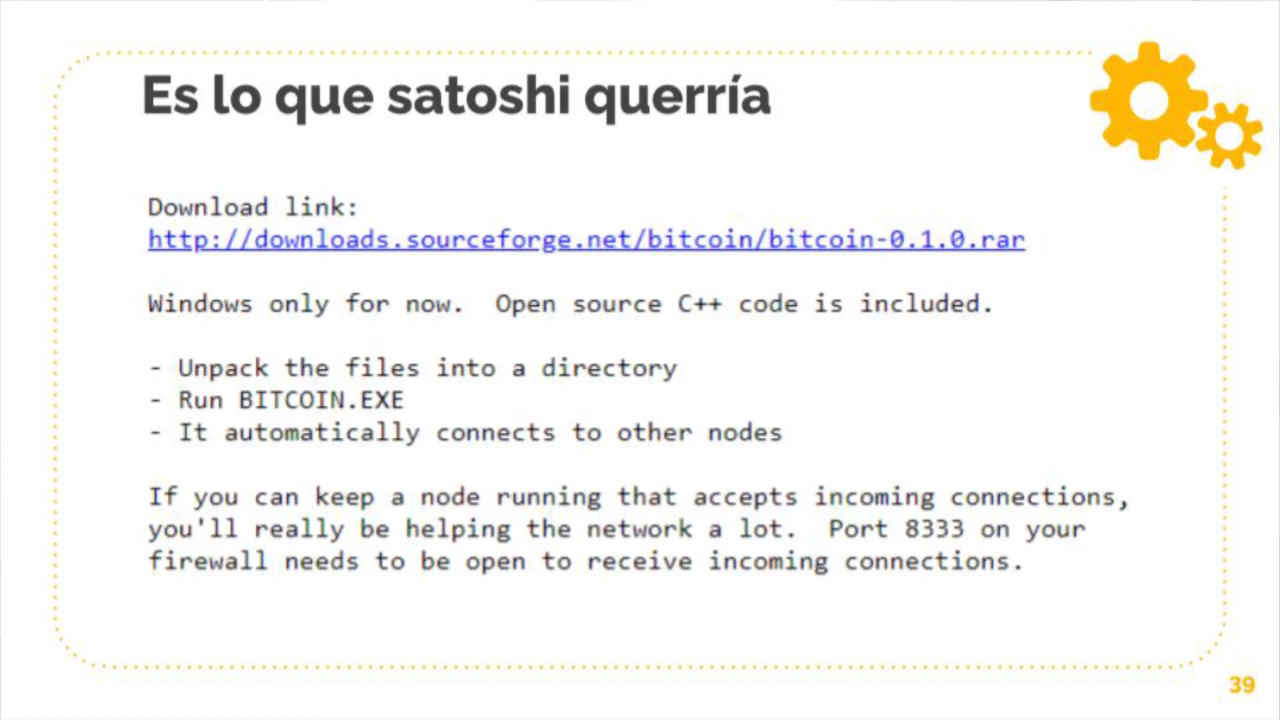 Es lo que satoshi querría
Download link:
http://downloads.sourceforge.net/bitcoin/bitcoin-0.1.0.rar
Windows only for now.  Open source C++ code is included.
- Unpack the files into a directory
- Run BITCOIN.EXE
- It automatically connects to other nodes
If you can keep a node running that accepts incoming connections,
you'll really be helping the network a lot.  Port 8333 on your
firewall needs to be open to receive incoming connections.
39